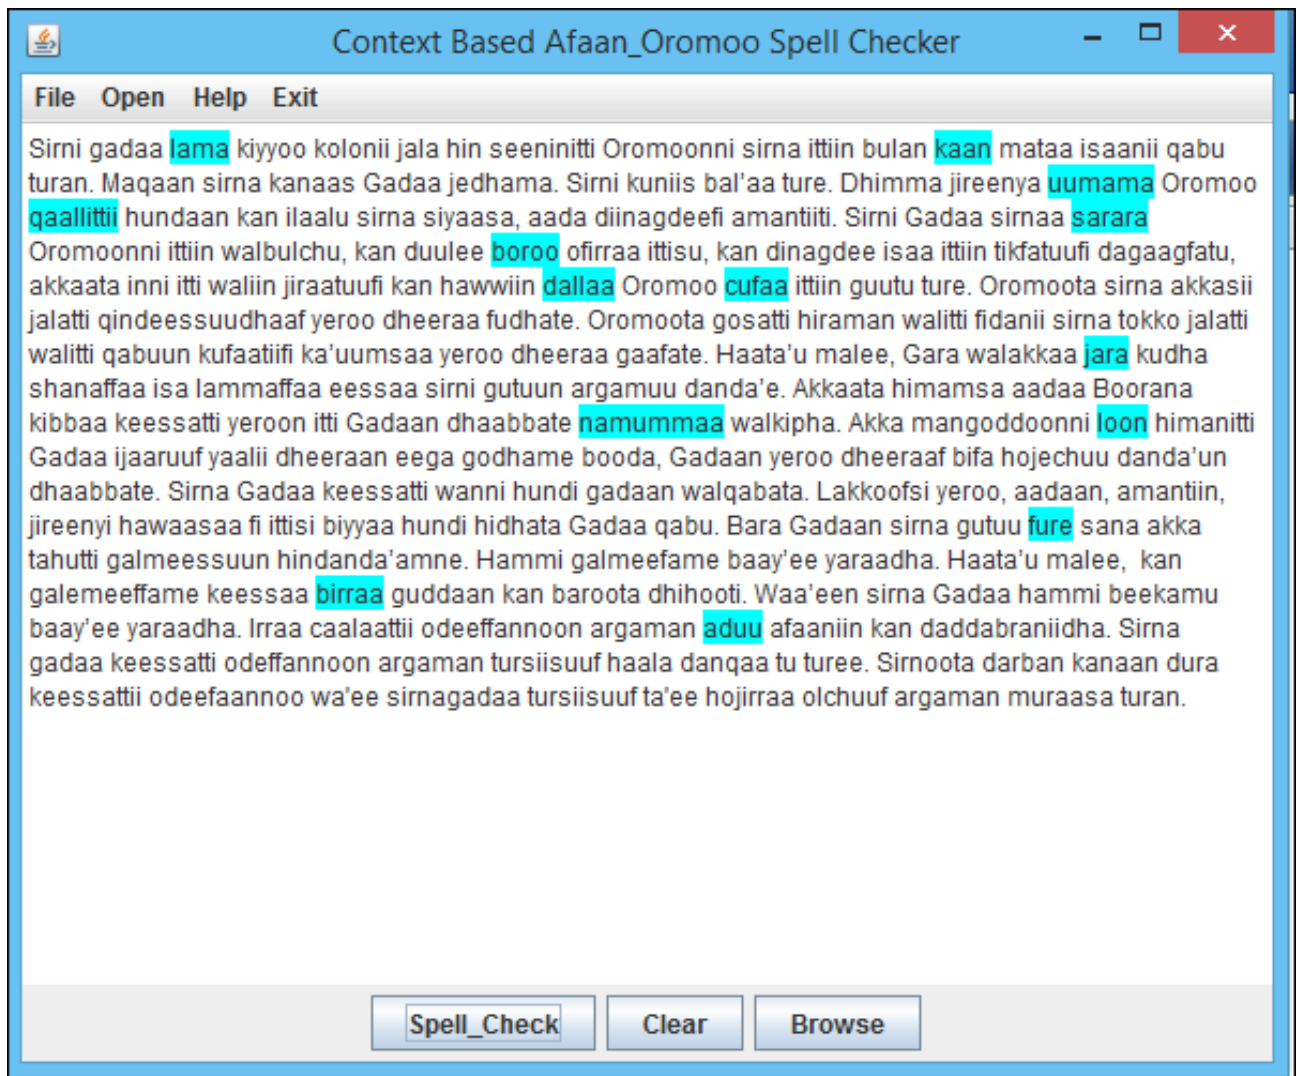 Context Based Afaan_Oromoo Spell Checker
File Open Help Exit
Sirni gadaa lama kiyyoo kolonii jala hin seeninitti Oromoonni sirna ittiin bulan kaan mataa isaanii qabu
turan. Maqaan sirna kanaas Gadaa jedhama. Sirni kuniis bal'aa ture. Dhimma jireenya uumama Oromoo
qaallittii hundaan kan ilaalu sirna siyaasa, aada diinagdeefi amantiiti. Sirni Gadaa sirnaa sarara
Oromoonni ittiin walbulchu, kan duulee boroo ofirraa ittisu, kan dinagdee isaa ittiin tikfatuufi dagaagfatu,
akkaata inni itti waliin jiraatuufi kan hawwiin dallaa Oromoo cufaa ittiin guutu ture. Oromoota sirna akkasii
jalatti qindeessuudhaaf yeroo dheeraa fudhate. Oromoota gosatti hiraman walitti fidanii sirna tokko jalatti
walitti qabuun kufaatiifi ka'uumsaa yeroo dheeraa gaafate. Haata'u malee, Gara walakkaa jara kudha
shanaffaa isa lammaffaa eessaa sirni gutuun argamuu danda'e. Akkaata himamsa aadaa Boorana
kibbaa keessatti yeroon itti Gadaan dhaabbate namummaa walkipha. Akka mangoddoonni loon himanitti
Gadaa ijaaruuf yaalii dheeraan eega godhame booda, Gadaan yeroo dheeraaf bifa hojechuu danda'un
dhaabbate. Sirna Gadaa keessatti wanni hundi gadaan walqabata. Lakkoofsi yeroo, aadaan, amantiin,
jireenyi hawaasaa fi ittisi biyyaa hundi hidhata Gadaa qabu. Bara Gadaan sirna gutuu fure sana akka
tahutti galmeessuun hindanda'amne. Hammi galmeefame baay'ee yaraadha. Haata'u malee, kan
galemeeffame keessaa birraa guddaan kan baroota dhihooti. Waa'een sirna Gadaa hammi beekamu
baay'ee yaraadha. Irraa caalaattii odeeffannoon argaman aduu afaaniin kan daddabraniidha. Sirna
gadaa keessatti odeffannoon argaman tursiisuuf haala danqaa tu turee. Sirnoota darban kanaan dura
keessattii odeefaannoo wa'ee sirnagadaa tursiisuuf ta'ee hojirraa olchuuf argaman muraasa turan.
Spell_Check Clear Browse